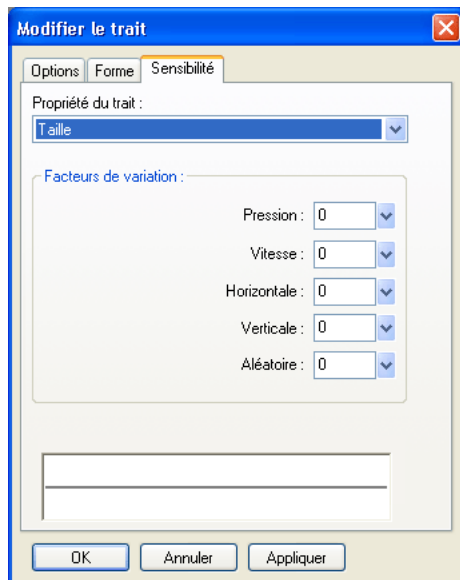 Modifier le trait
Options Forme Sensibilité
Propriété du trait :
Taille
Facteurs de variation :
Pression : 0
Vitesse : 0
Horizontale : 0
Verticale : 0
Aléatoire : 0
OK Annuler Appliquer